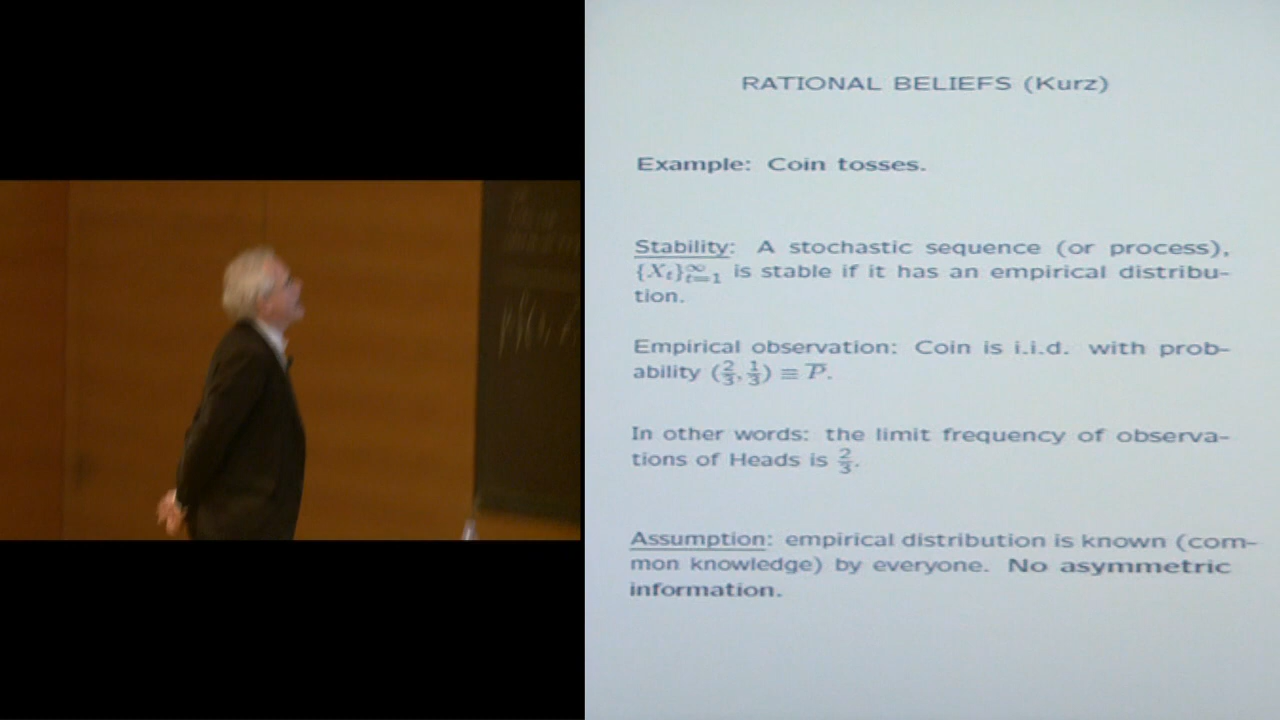 RATIONAL BELIEFS (Kurz)
Example: Coin tosses.
Stability: A stochastic sequence (or process),
{X_t}_{t=1}^∞ is stable if it has an empirical distribu-
tion.
Empirical observation: Coin is i.i.d. with prob-
ability (2/3, 1/3) ≡ P.
In other words: the limit frequency of observa-
tions of Heads is 2/3.
Assumption: empirical distribution is known (com-
mon knowledge) by everyone. No asymmetric
information.